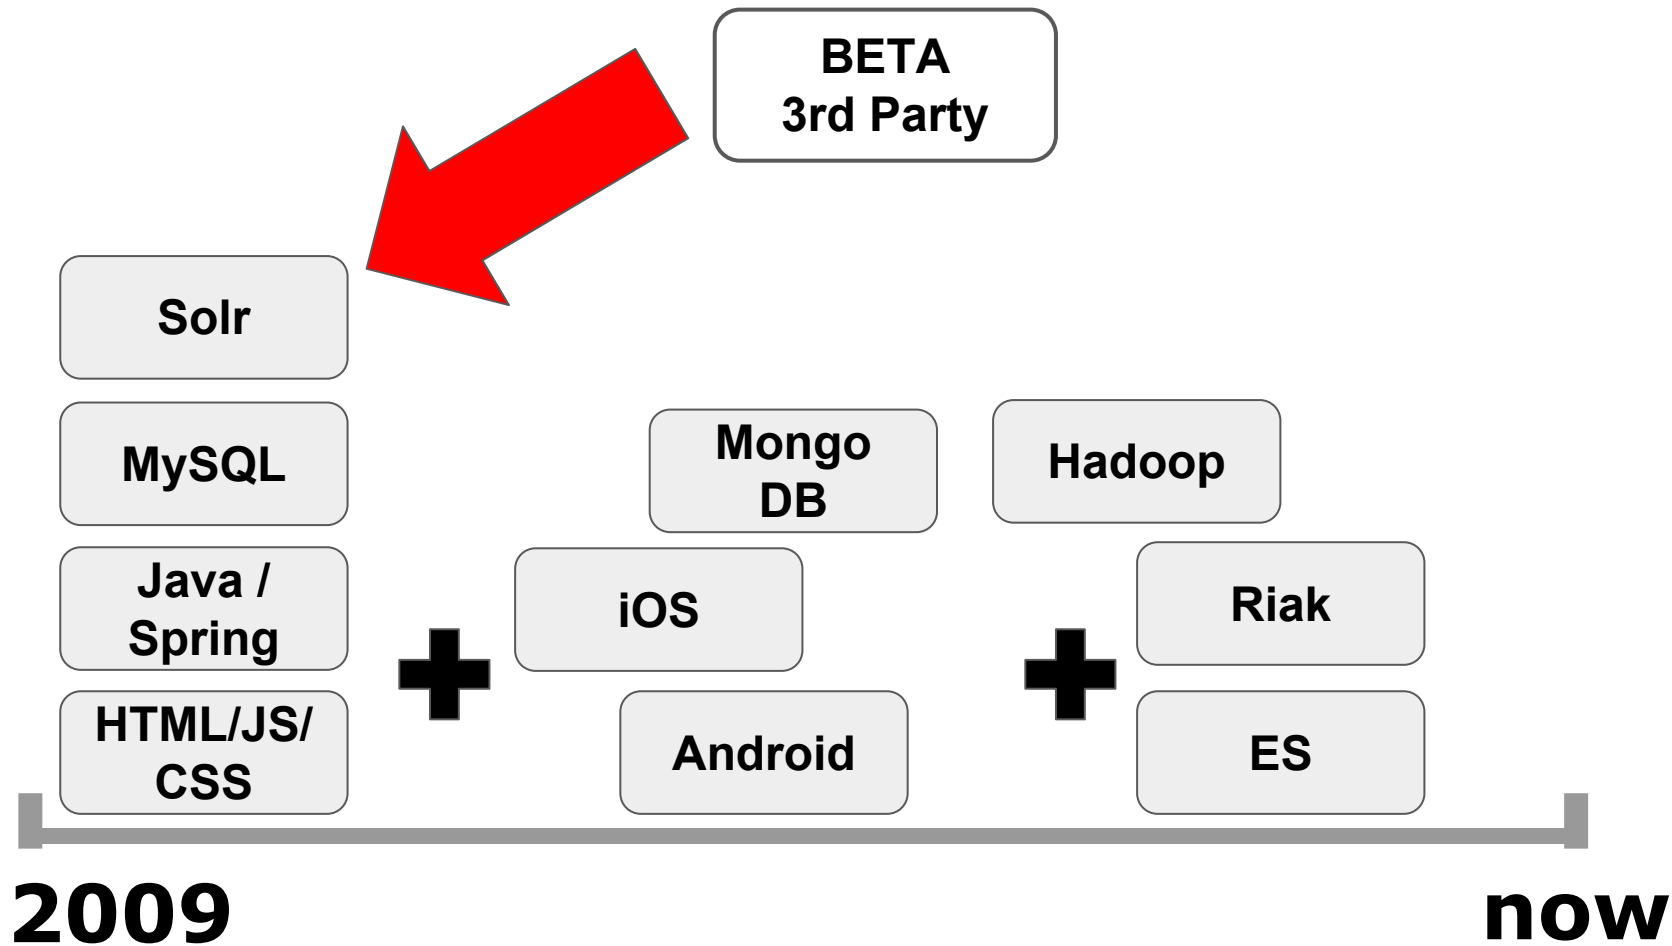 BETA
3rd Party
Solr
MySQL
Java /
Spring
HTML/JS/
CSS
Mongo
DB
iOS
Android
Hadoop
Riak
ES
2009
now